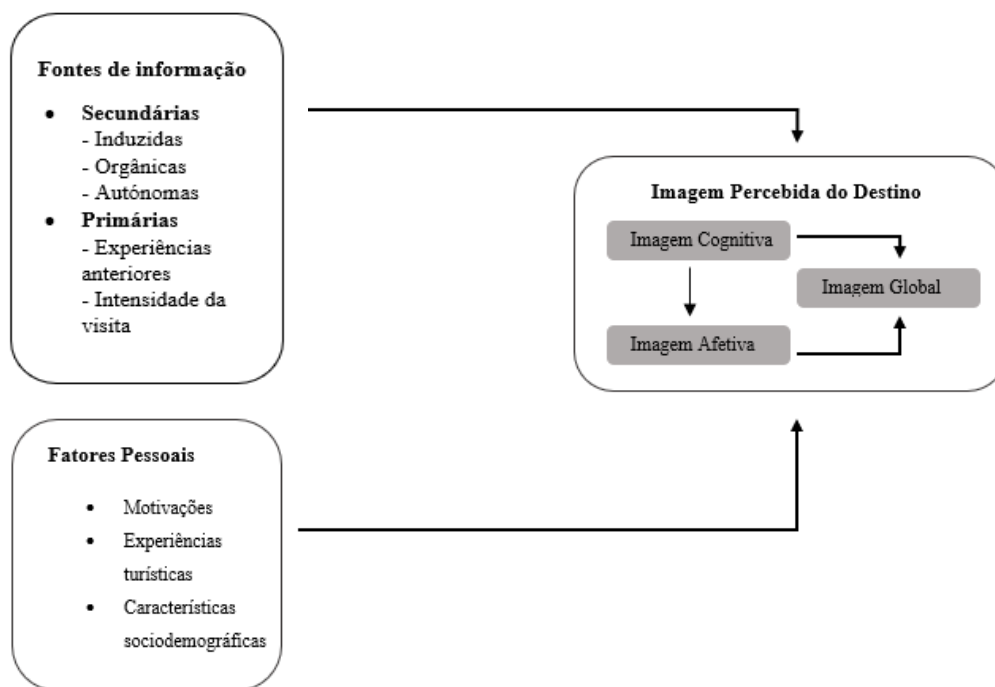 Fontes de informação
• Secundárias
- Induzidas
- Orgânicas
- Autónomas
• Primárias
- Experiências
anteriores
- Intensidade da
visita
Imagem Percebida do Destino
Imagem Cognitiva
Imagem Global
Imagem Afetiva
Fatores Pessoais
• Motivações
• Experiências
turísticas
• Características
sociodemográficas